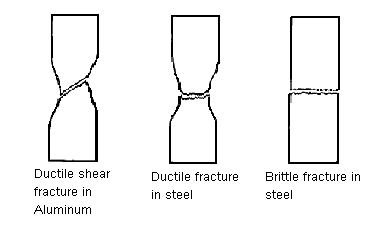 Ductile shear
fracture in
Aluminum
Ductile fracture
in steel
Brittle fracture in
steel